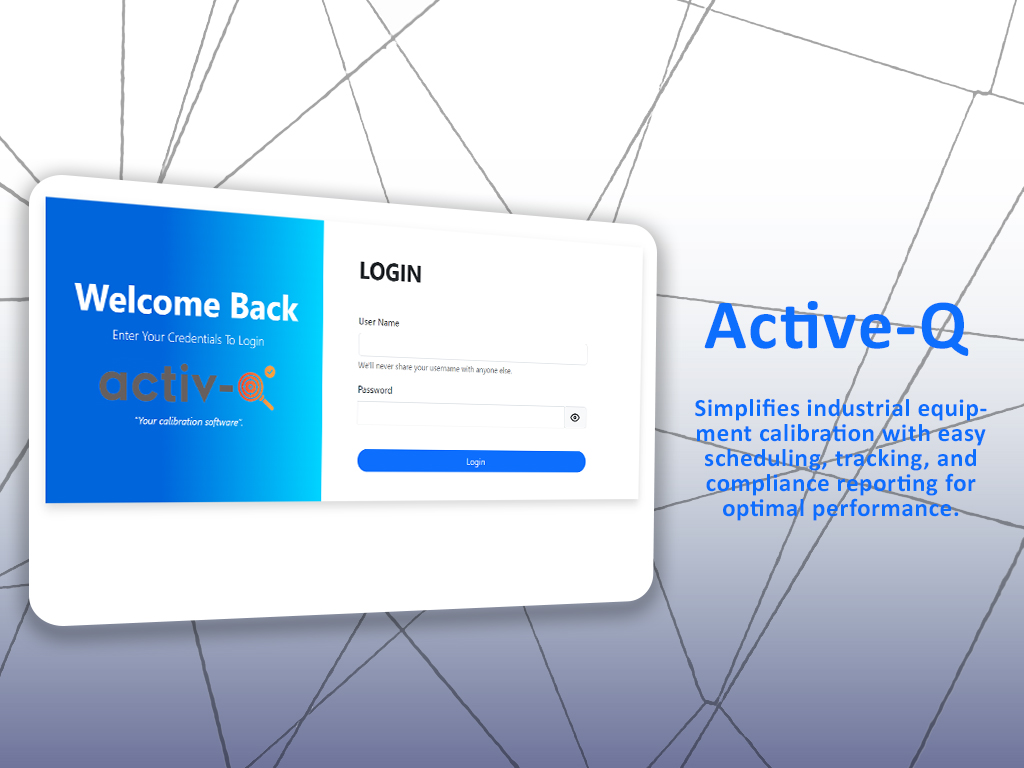 Welcome Back
Enter Your Credentials To Login
activ-Q
"Your calibration software".
LOGIN
User Name
We'll never share your username with anyone else.
Password
Login
Active-Q
Simplifies industrial equip-
ment calibration with easy
scheduling, tracking, and
compliance reporting for
optimal performance.